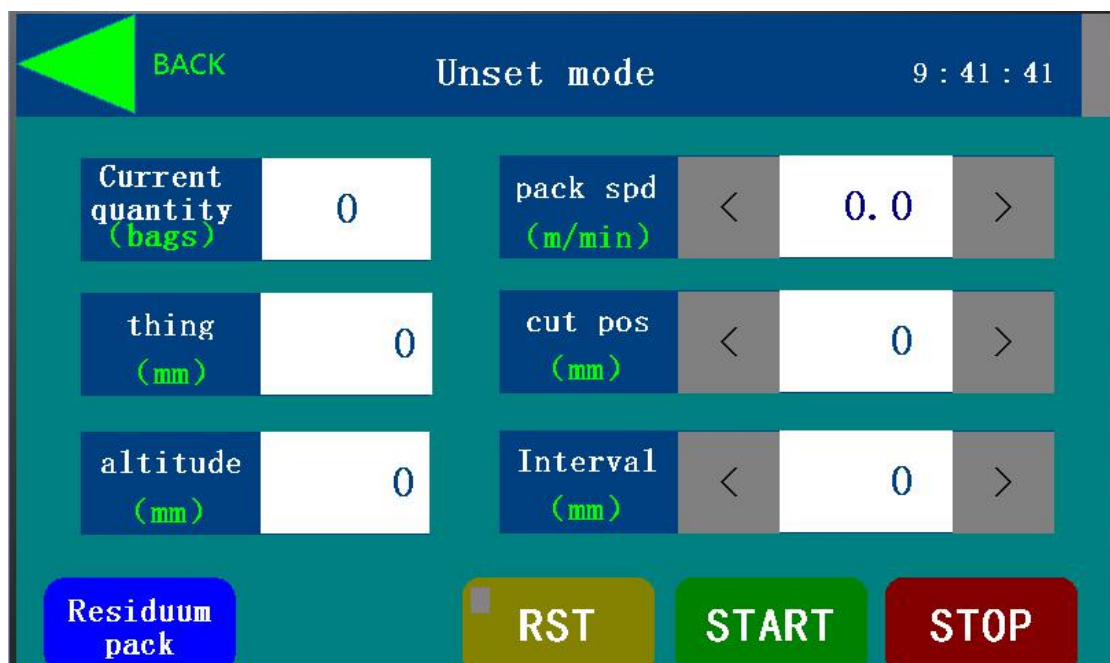 BACK
Unset mode
9:41:41
Current
quantity
(bags)
0
pack spd
(m/min)
<
0.0
>
thing
(mm)
0
cut pos
(mm)
<
0
>
altitude
(mm)
0
Interval
(mm)
<
0
>
Residuum
pack
RST
START
STOP